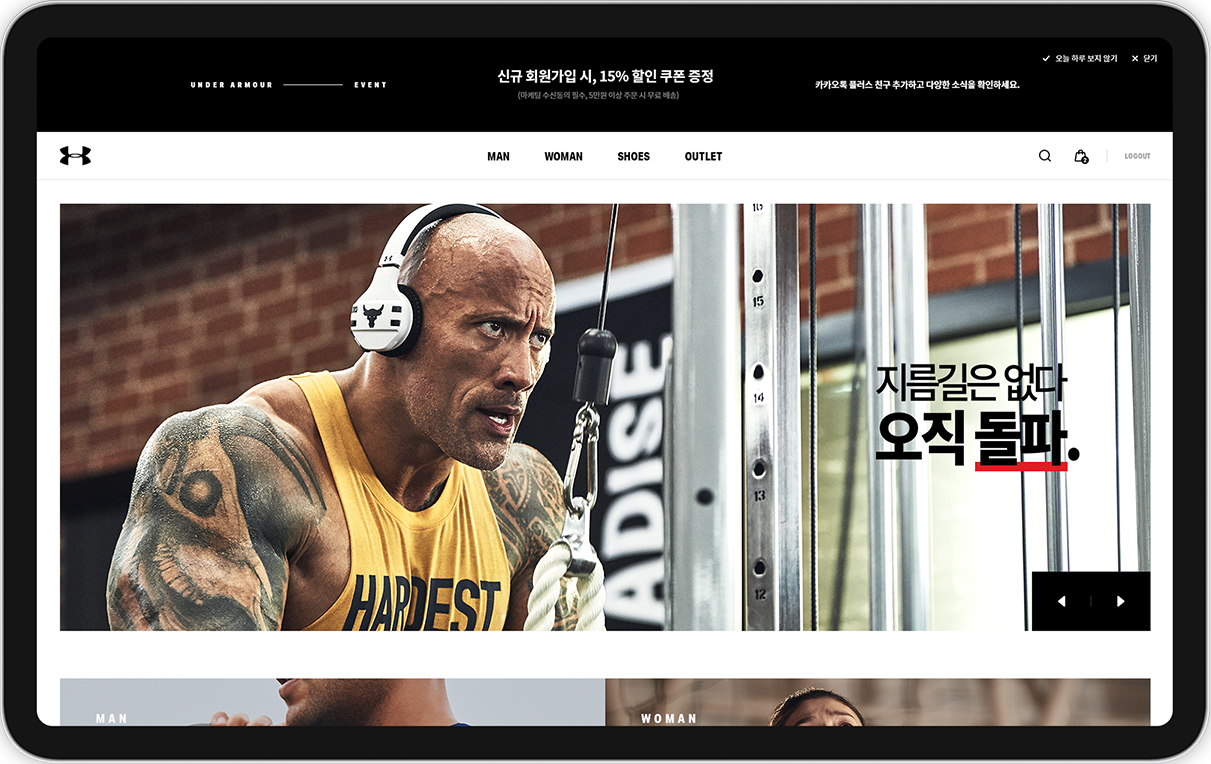 오늘 하루 보지 않기 닫기
UNDER ARMOUR EVENT
신규 회원가입 시, 15% 할인 쿠폰 증정
(마케팅 수신동의 필수, 5만원 이상 주문 시 무료 배송)
카카오톡 플러스 친구 추가하고 다양한 소식을 확인하세요.
MAN WOMAN SHOES OUTLET
2
LOGOUT
16
15
14
13
12
ADISE
HARDEST
지름길은 없다
오직 돌파.
MAN
WOMAN